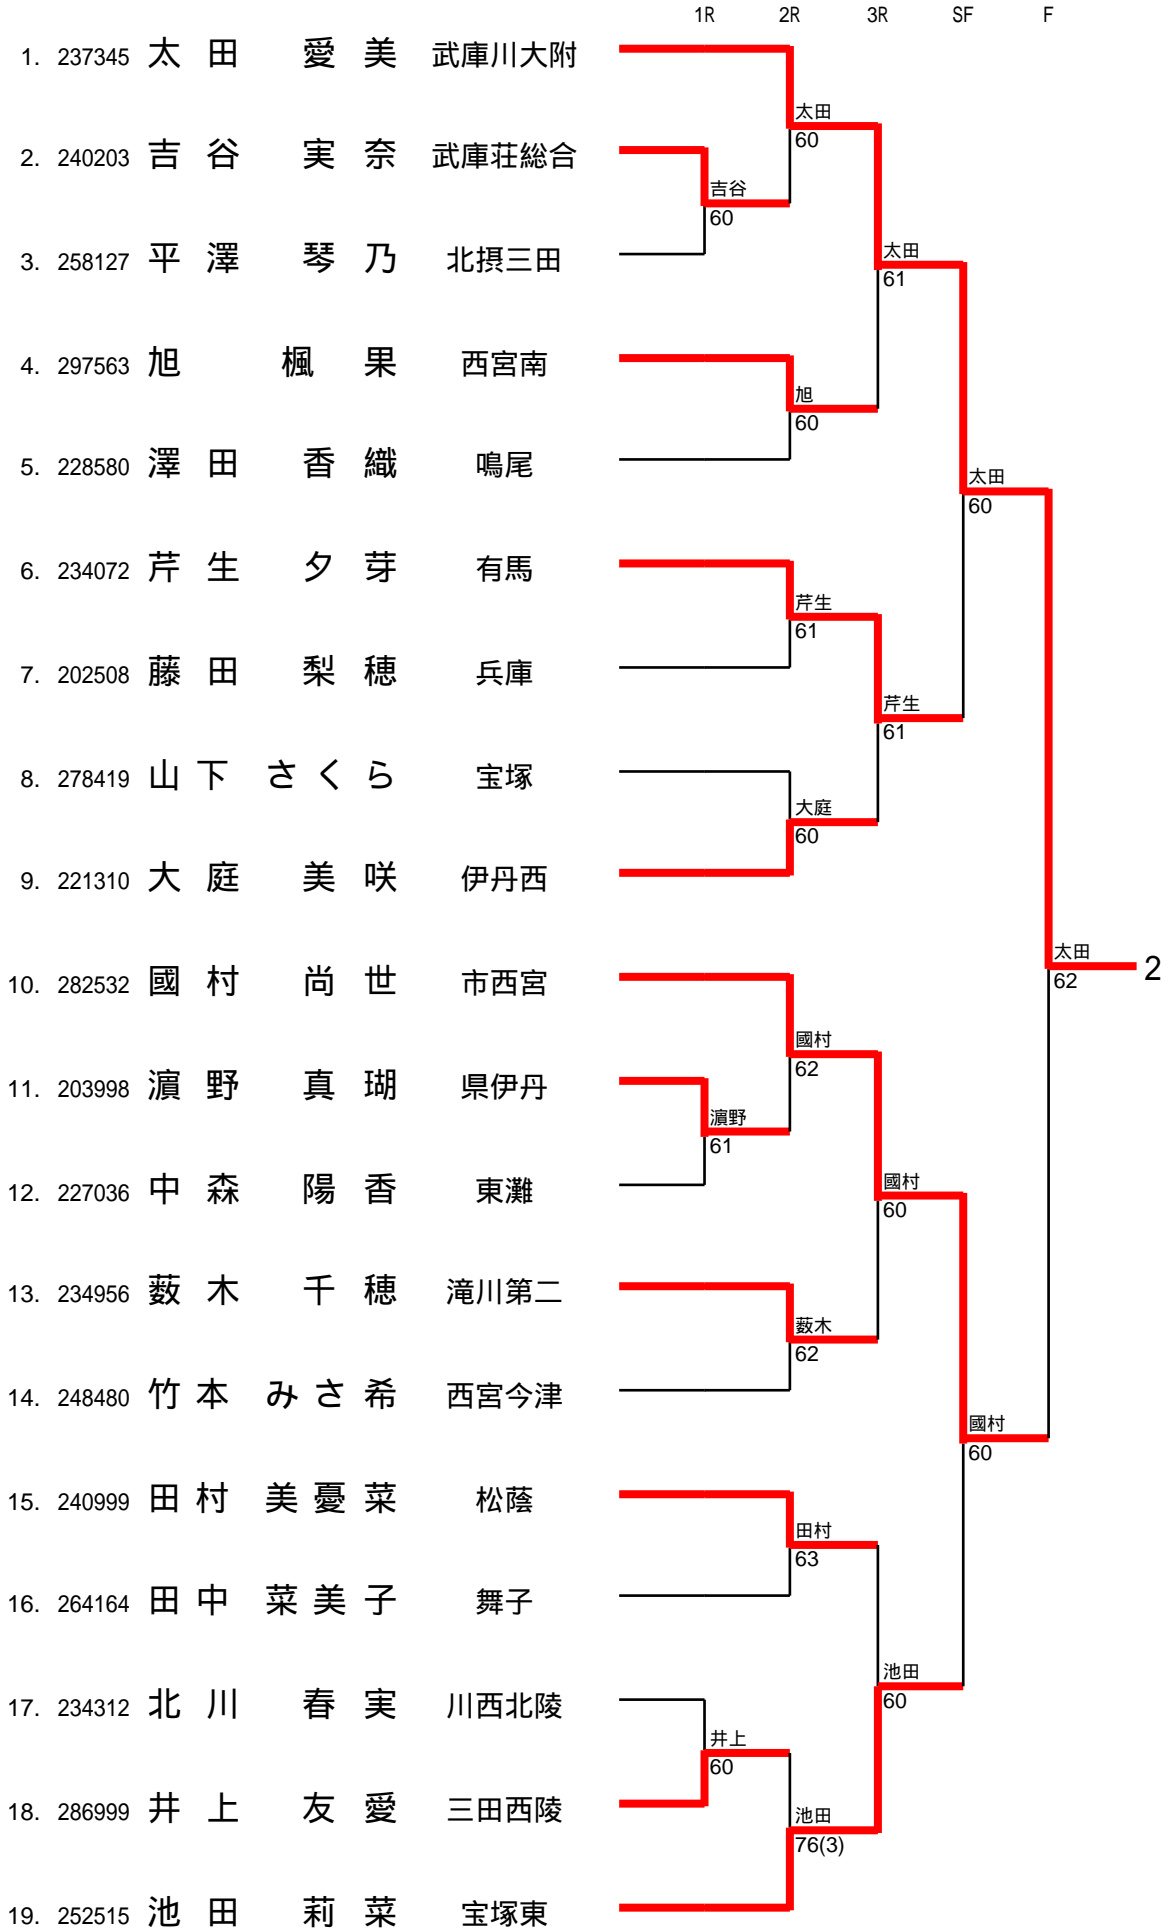 1R 2R 3R SF F
1. 237345 太田 愛美 武庫川大附
太田
60
2. 240203 吉谷 実奈 武庫荘総合
吉谷
60
3. 258127 平澤 琴乃 北摂三田
太田
61
4. 297563 旭 楓果 西宮南
旭
60
5. 228580 澤田 香織 鳴尾
太田
60
6. 234072 芹生 夕芽 有馬
芹生
61
7. 202508 藤田 梨穂 兵庫
芹生
61
8. 278419 山下 さくら 宝塚
大庭
60
9. 221310 大庭 美咲 伊丹西
太田
62
2
10. 282532 國村 尚世 市西宮
國村
62
11. 203998 濵野 真瑚 県伊丹
濵野
61
12. 227036 中森 陽香 東灘
國村
60
13. 234956 薮木 千穂 滝川第二
薮木
62
14. 248480 竹本 みさ希 西宮今津
國村
60
15. 240999 田村 美憂菜 松蔭
田村
63
16. 264164 田中 菜美子 舞子
池田
60
17. 234312 北川 春実 川西北陵
井上
60
18. 286999 井上 友愛 三田西陵
池田
76(3)
19. 252515 池田 莉菜 宝塚東